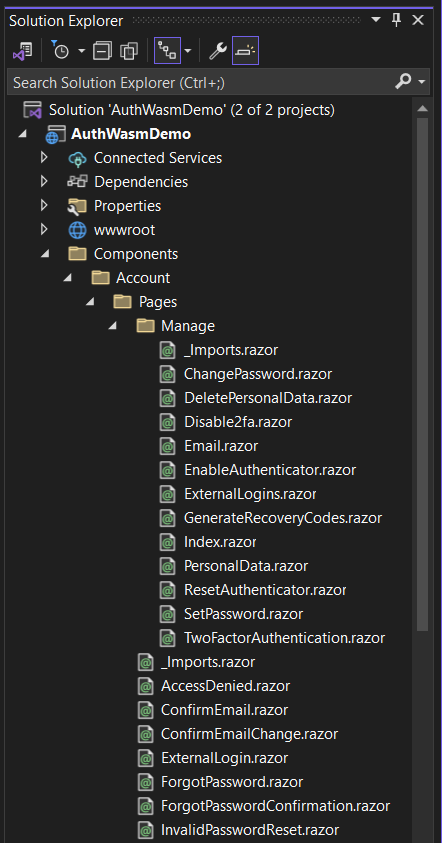 Solution Explorer
Search Solution Explorer (Ctrl+;)
Solution 'AuthWasmDemo' (2 of 2 projects)
AuthWasmDemo
Connected Services
Dependencies
Properties
wwwroot
Components
Account
Pages
Manage
_Imports.razor
ChangePassword.razor
DeletePersonalData.razor
Disable2fa.razor
Email.razor
EnableAuthenticator.razor
ExternalLogins.razor
GenerateRecoveryCodes.razor
Index.razor
PersonalData.razor
ResetAuthenticator.razor
SetPassword.razor
TwoFactorAuthentication.razor
_Imports.razor
AccessDenied.razor
ConfirmEmail.razor
ConfirmEmailChange.razor
ExternalLogin.razor
ForgotPassword.razor
ForgotPasswordConfirmation.razor
InvalidPasswordReset.razor